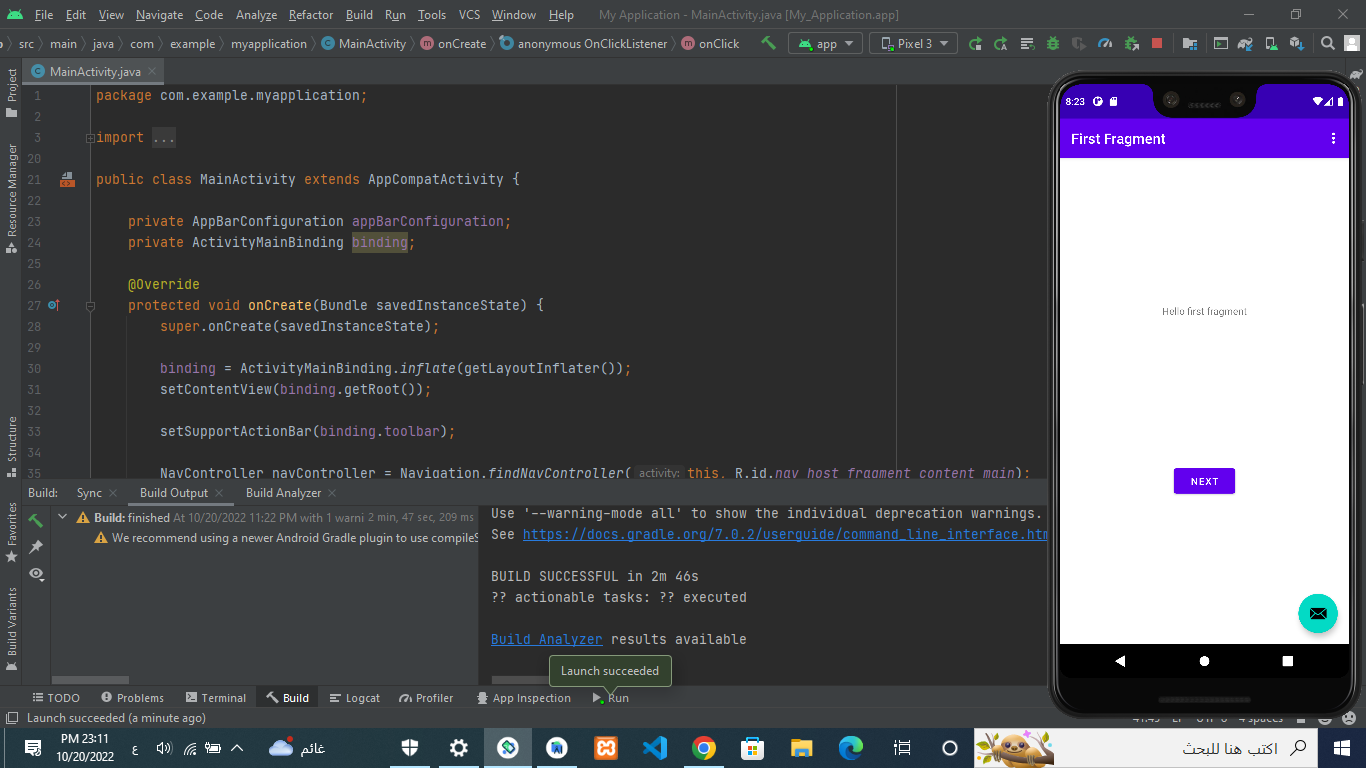 File Edit View Navigate Code Analyze Refactor Build Run Tools VCS Window Help My Application - MainActivity.java [My_Application.app]
src main java com example myapplication MainActivity onCreate anonymous OnClickListener onClick app Pixel 3
Project
Resource Manager
Structure
Favorites
Build Variants
MainActivity.java
1 package com.example.myapplication;
2
3 import ...
20
21 public class MainActivity extends AppCompatActivity {
22
23 private AppBarConfiguration appBarConfiguration;
24 private ActivityMainBinding binding;
25
26 @Override
27 protected void onCreate(Bundle savedInstanceState) {
28 super.onCreate(savedInstanceState);
29
30 binding = ActivityMainBinding.inflate(getLayoutInflater());
31 setContentView(binding.getRoot());
32
33 setSupportActionBar(binding.toolbar);
34
35 NavController navController = Navigation.findNavController( activity: this, R.id.nav_host_fragment_content_main);
Build: Sync Build Output Build Analyzer
Build: finished At 10/20/2022 11:22 PM with 1 warni 2 min, 47 sec, 209 ms
We recommend using a newer Android Gradle plugin to use compileS
Use '--warning-mode all' to show the individual deprecation warnings.
See https://docs.gradle.org/7.0.2/userguide/command_line_interface.htm
BUILD SUCCESSFUL in 2m 46s
?? actionable tasks: ?? executed
Build Analyzer results available
Launch succeeded
TODO Problems Terminal Build Logcat Profiler App Inspection Run
Launch succeeded (a minute ago)
4 spaces
8:23
First Fragment
Hello first fragment
NEXT
PM 23:11
10/20/2022
ع
غائم
اكتب هنا للبحث